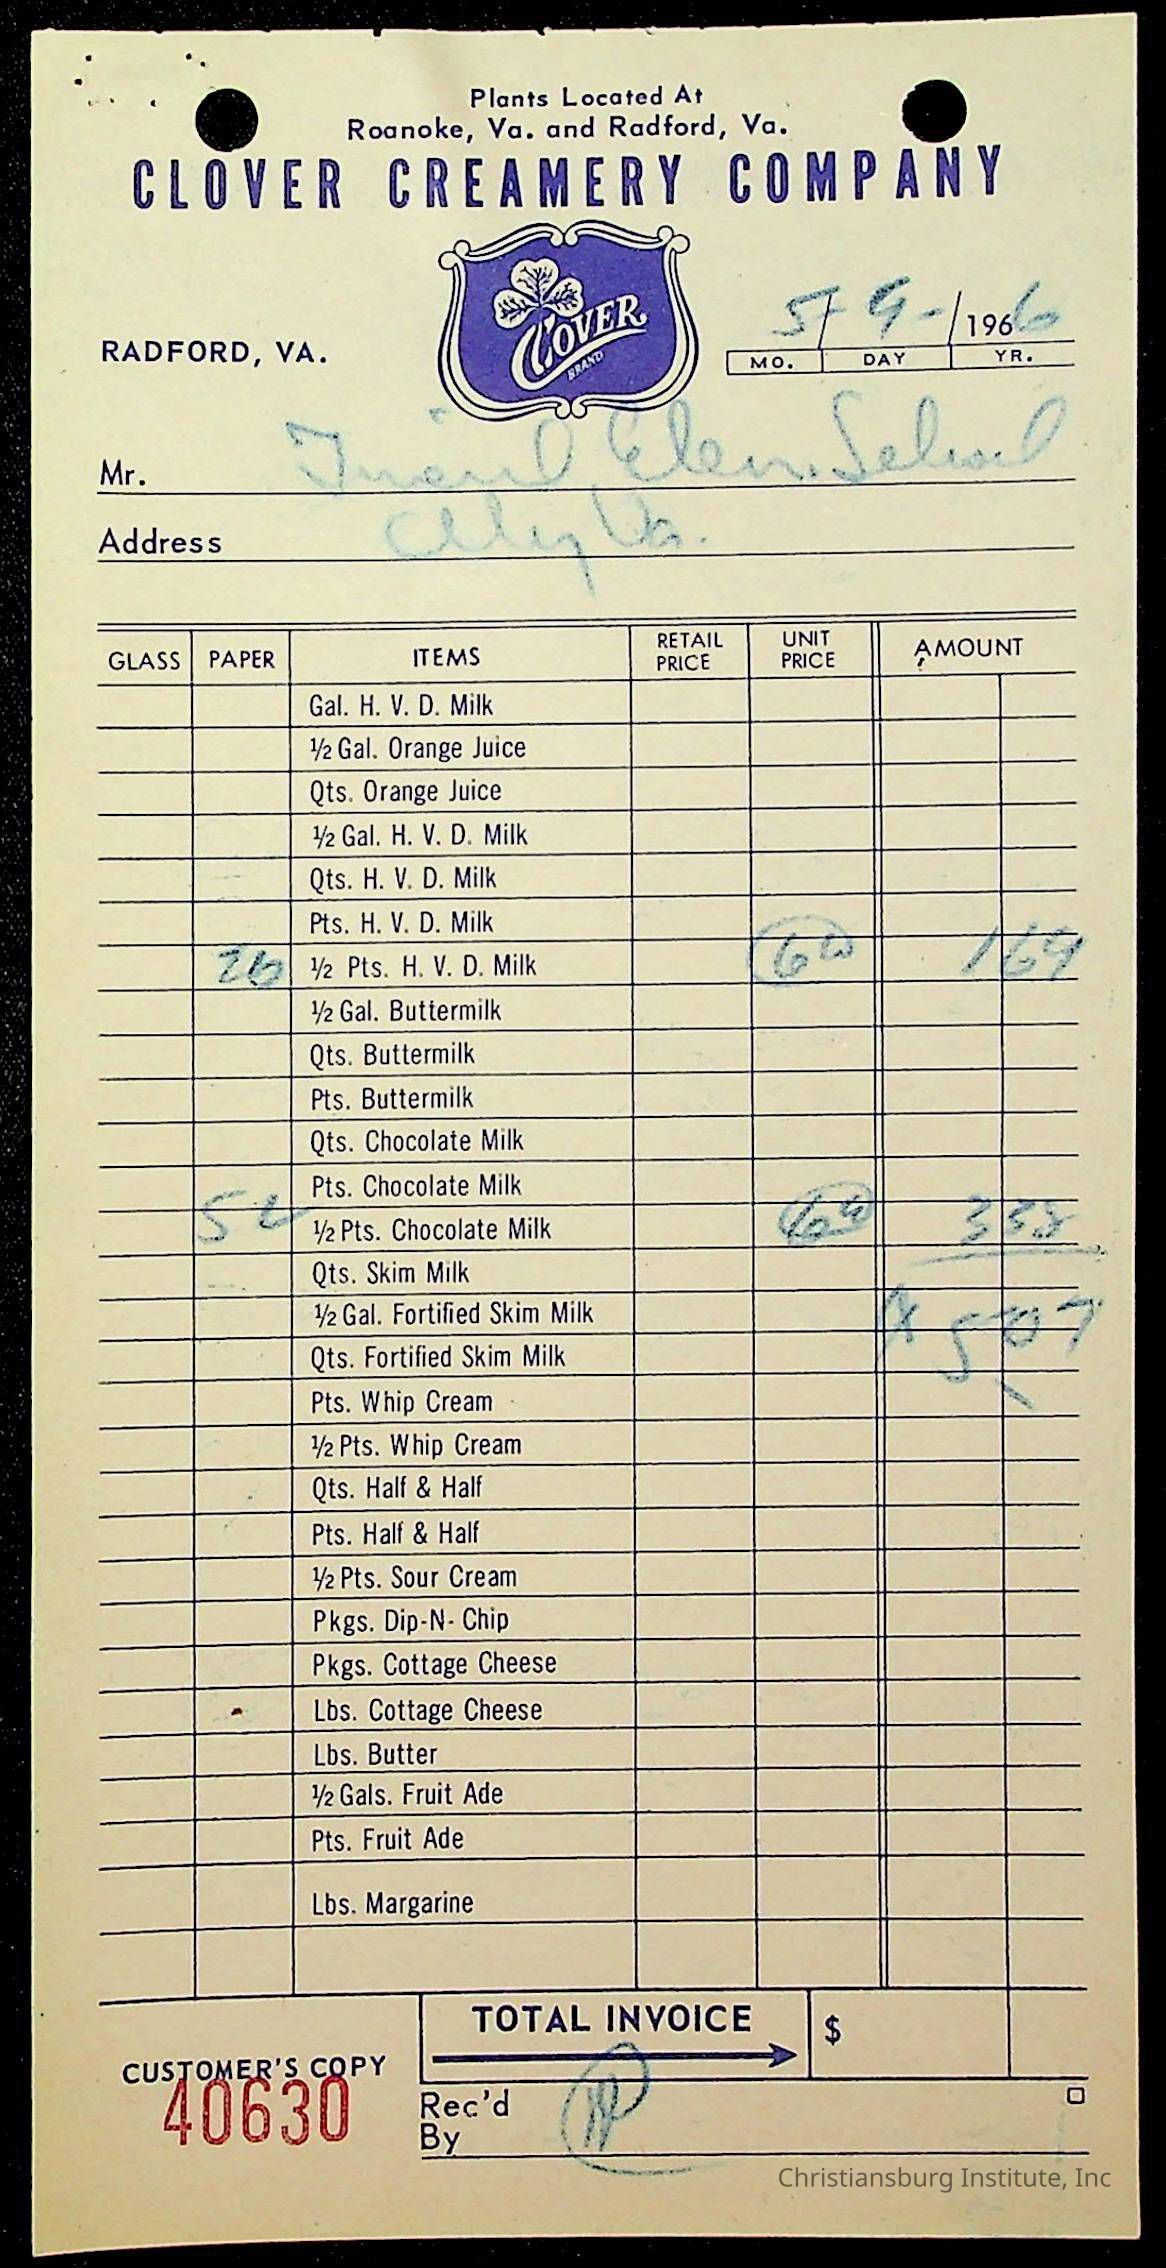 Plants Located At
Roanoke, Va. and Radford, Va.
CLOVER CREAMERY COMPANY
CLOVER
BRAND
RADFORD, VA.
5/ 9- / 1966
MO. DAY YR.
Mr. Elem. School
Address Va.
GLASS PAPER ITEMS RETAIL PRICE UNIT PRICE AMOUNT
Gal. H. V. D. Milk
½ Gal. Orange Juice
Qts. Orange Juice
½ Gal. H. V. D. Milk
Qts. H. V. D. Milk
Pts. H. V. D. Milk
26 ½ Pts. H. V. D. Milk 169
½ Gal. Buttermilk
Qts. Buttermilk
Pts. Buttermilk
Qts. Chocolate Milk
Pts. Chocolate Milk
52 ½ Pts. Chocolate Milk 338
Qts. Skim Milk
½ Gal. Fortified Skim Milk 507
Qts. Fortified Skim Milk
Pts. Whip Cream
½ Pts. Whip Cream
Qts. Half & Half
Pts. Half & Half
½ Pts. Sour Cream
Pkgs. Dip-N-Chip
Pkgs. Cottage Cheese
Lbs. Cottage Cheese
Lbs. Butter
½ Gals. Fruit Ade
Pts. Fruit Ade
Lbs. Margarine
TOTAL INVOICE $
CUSTOMER'S COPY
40630
Rec'd
By
Christiansburg Institute, Inc